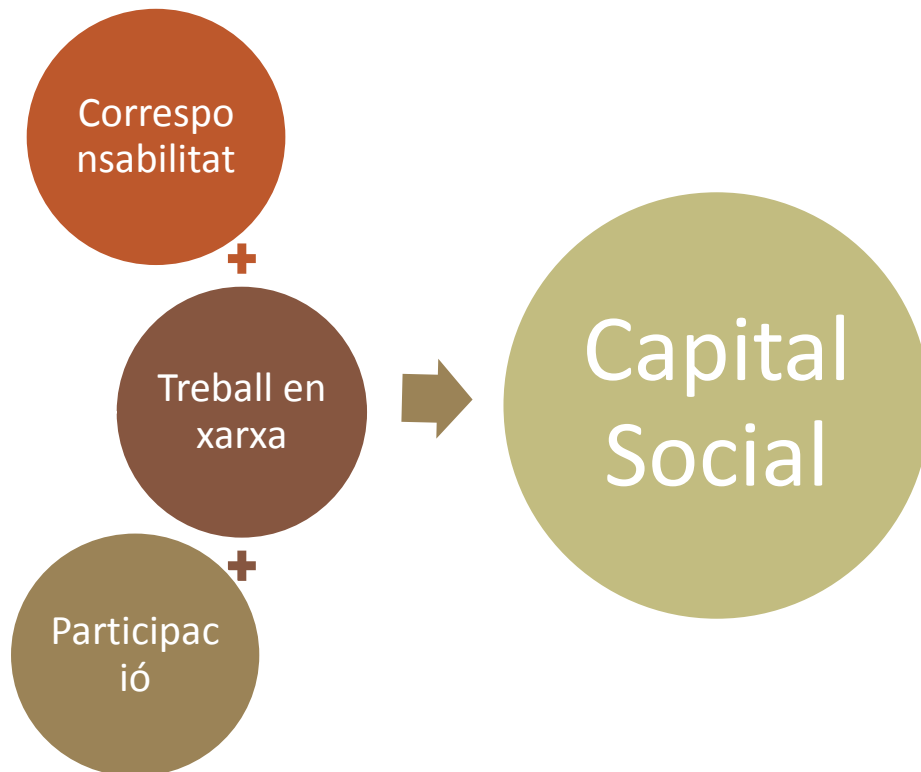 Correspo
nsabilitat
Treball en
xarxa
Participac
ió
Capital
Social